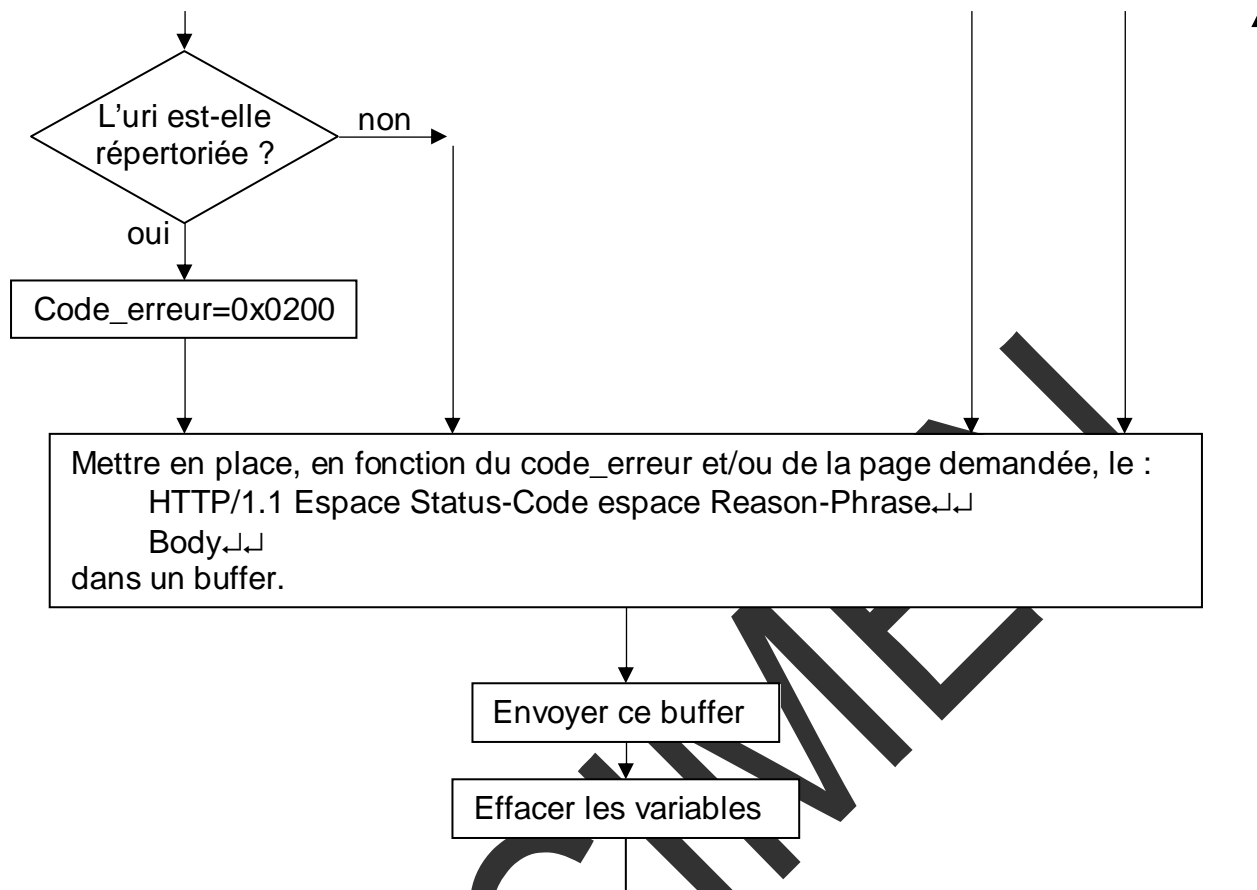 L'uri est-elle
répertoriée ?
non
oui
Code_erreur=0x0200
Mettre en place, en fonction du code_erreur et/ou de la page demandée, le :
HTTP/1.1 Espace Status-Code espace Reason-Phrase↵↵
Body↵↵
dans un buffer.
Envoyer ce buffer
Effacer les variables